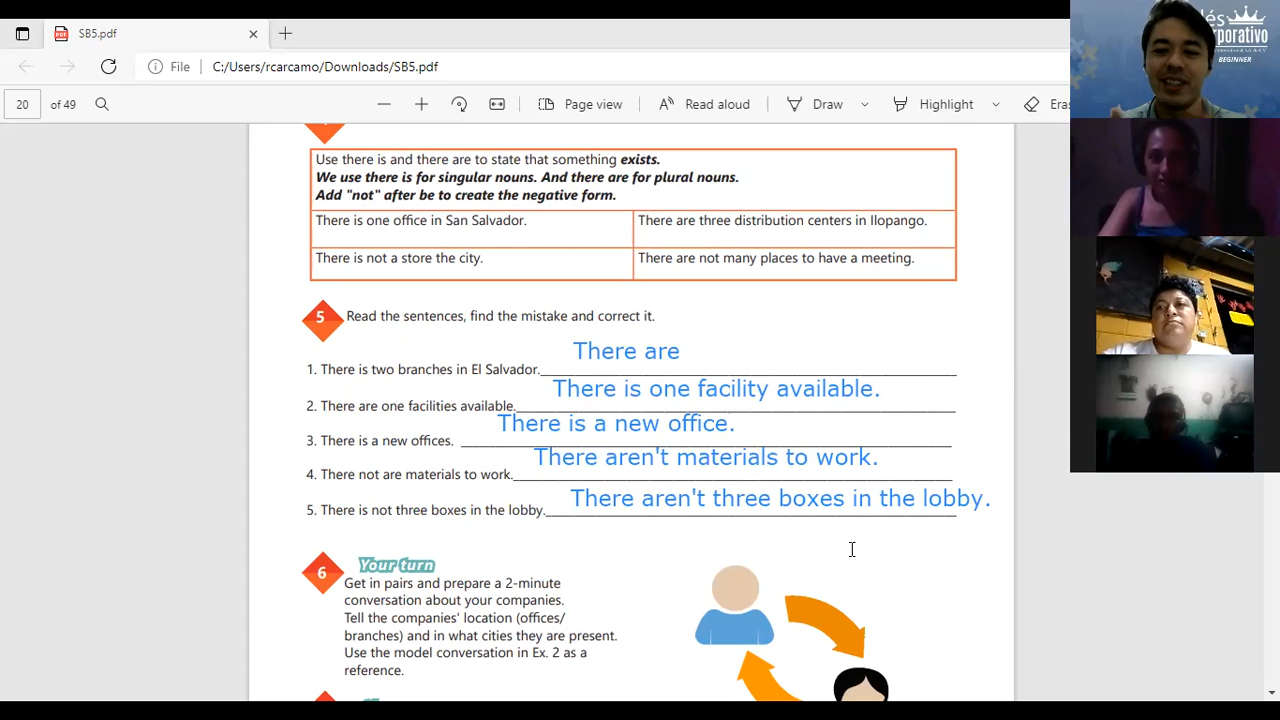 SB5.pdf
File C:/Users/rcarcamo/Downloads/SB5.pdf
20 of 49 Page view Read aloud Draw Highlight
Use there is and there are to state that something exists.
We use there is for singular nouns. And there are for plural nouns.
Add "not" after be to create the negative form.
There is one office in San Salvador. There are three distribution centers in Ilopango.
There is not a store the city. There are not many places to have a meeting.
5 Read the sentences, find the mistake and correct it.
There are
1. There is two branches in El Salvador.
There is one facility available.
2. There are one facilities available.
There is a new office.
3. There is a new offices.
There aren't materials to work.
4. There not are materials to work.
There aren't three boxes in the lobby.
5. There is not three boxes in the lobby.
6 Your turn
Get in pairs and prepare a 2-minute
conversation about your companies.
Tell the companies' location (offices/
branches) and in what cities they are present.
Use the model conversation in Ex. 2 as a
reference.
BEGINNER